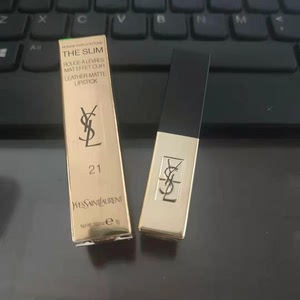 THE SLIM
ROUGE À LÈVRES
MAT EFFET CUIR
LEATHER-MATTE
LIPSTICK
YSL
21
YVES SAINT LAURENT
YSL